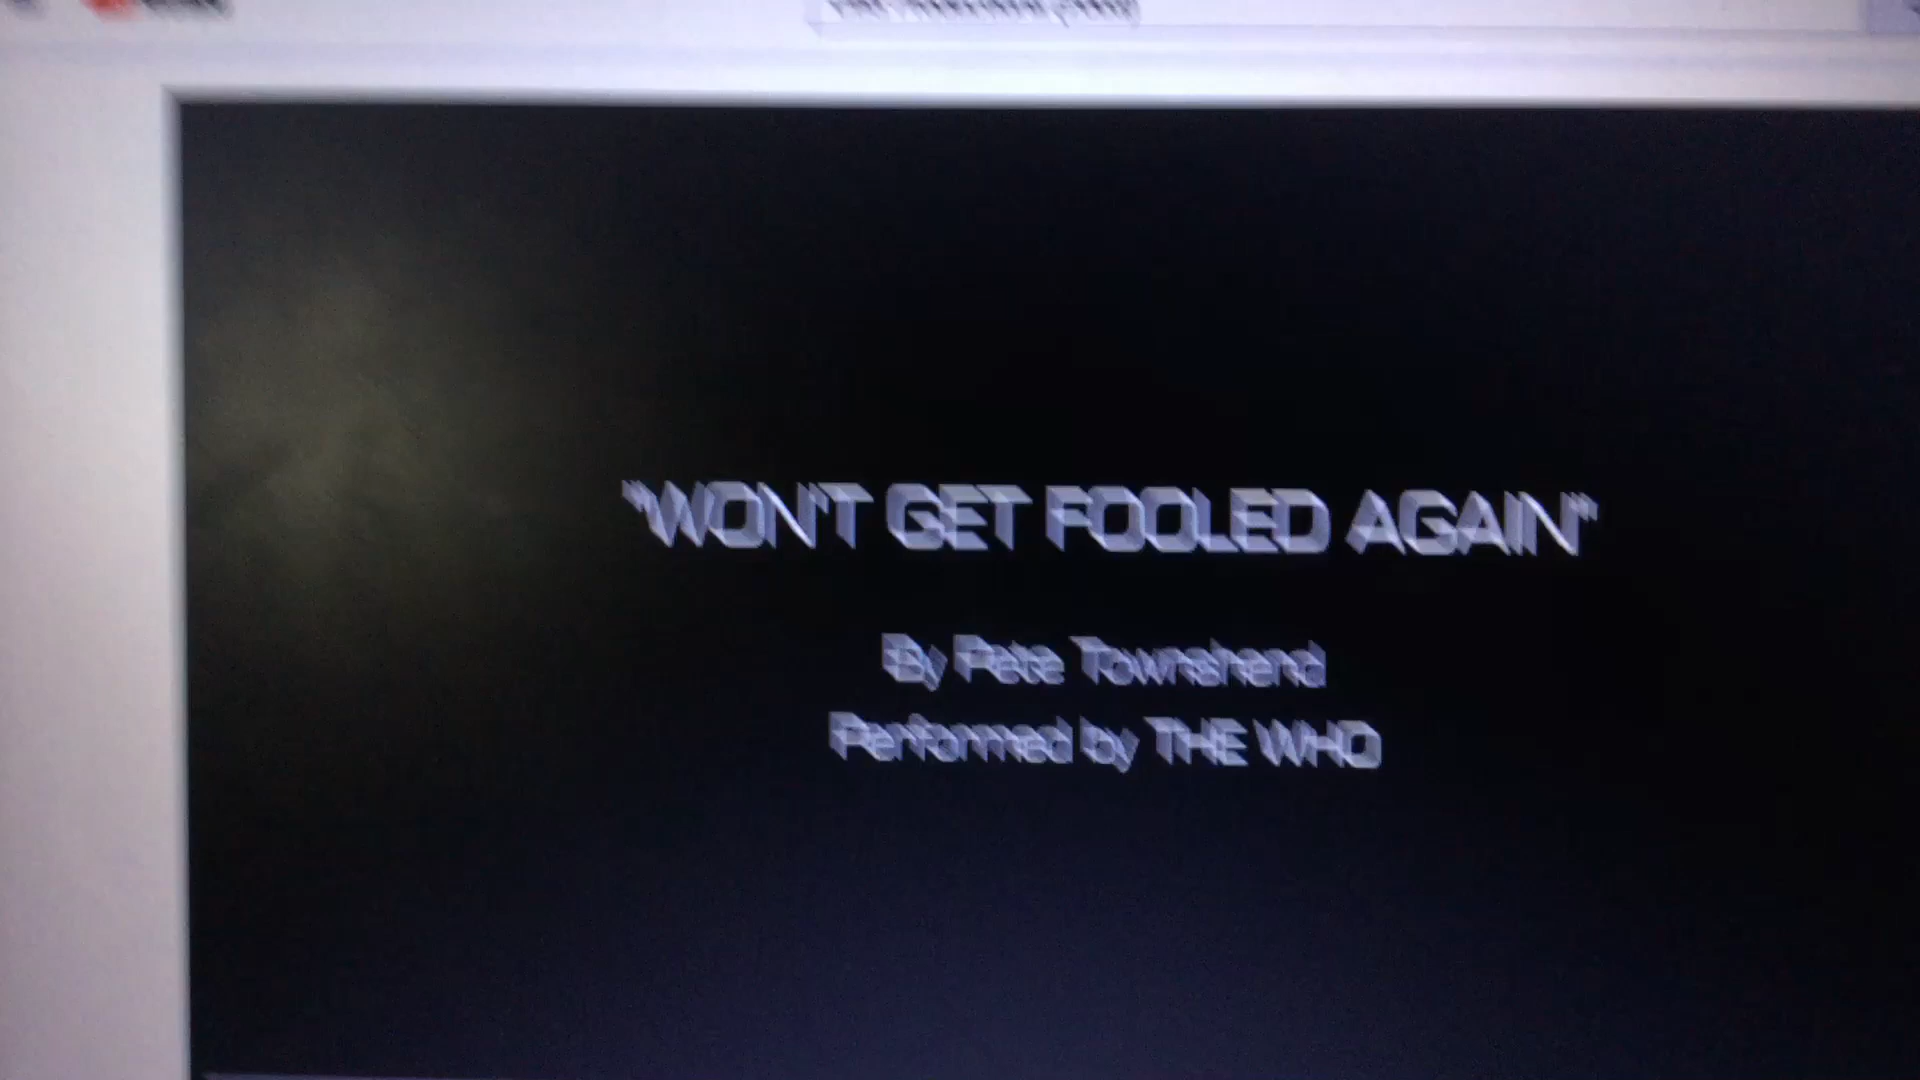 "WON'T GET FOOLED AGAIN"
By Pete Townshend
Performed by THE WHO